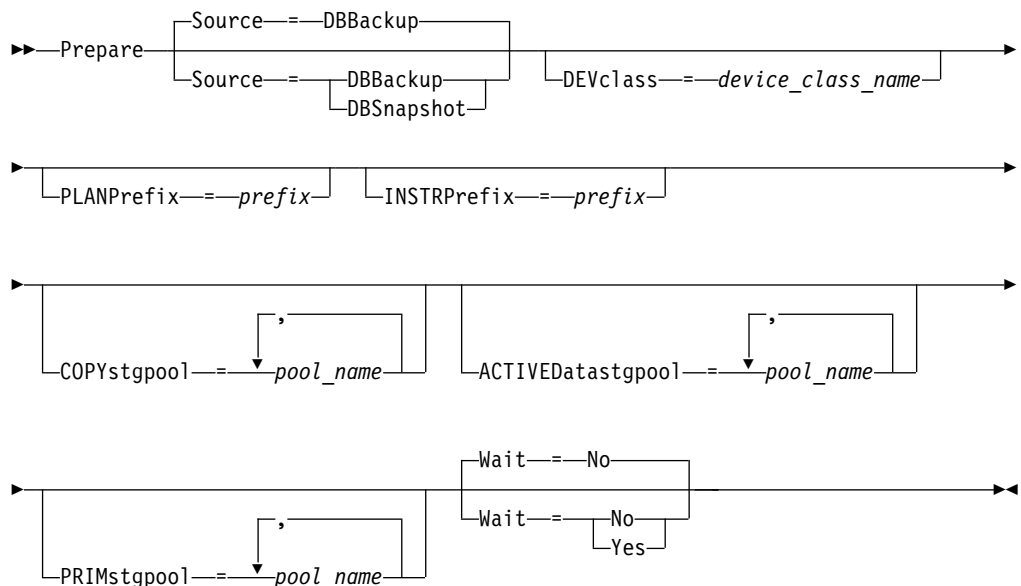 Source = DBBackup
Prepare
Source = DBBackup
DBSnapshot
DEVclass = device_class_name
PLANPrefix = prefix
INSTRPrefix = prefix
,
COPYstgpool = pool_name
,
ACTIVEDatastgpool = pool_name
,
PRIMstgpool = pool_name
Wait = No
Wait = No
Yes